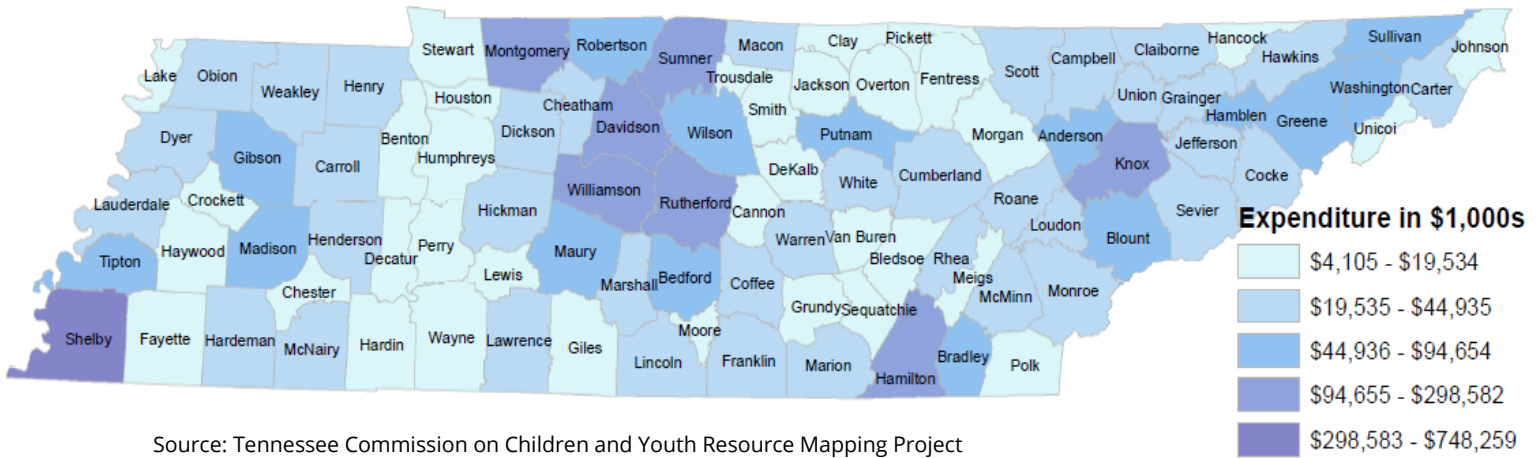 Stewart
Montgomery
Robertson
Sumner
Macon
Clay
Pickett
Hancock
Sullivan
Johnson
Lake
Obion
Weakley
Henry
Houston
Cheatham
Trousdale
Smith
Jackson
Overton
Fentress
Scott
Campbell
Claiborne
Hawkins
Union
Grainger
Hamblen
Greene
Washington
Carter
Unicoi
Dyer
Gibson
Carroll
Benton
Humphreys
Dickson
Davidson
Wilson
Putnam
Morgan
Anderson
Knox
Jefferson
Cocke
Lauderdale
Crockett
Haywood
Madison
Henderson
Decatur
Perry
Hickman
Williamson
Rutherford
Cannon
DeKalb
White
Cumberland
Roane
Loudon
Blount
Sevier
Tipton
Chester
Lewis
Maury
Marshall
Bedford
Coffee
Warren
Van Buren
Bledsoe
Rhea
Meigs
McMinn
Monroe
Shelby
Fayette
Hardeman
McNairy
Hardin
Wayne
Lawrence
Giles
Lincoln
Moore
Franklin
Grundy
Sequatchie
Marion
Hamilton
Bradley
Polk
Expenditure in $1,000s
$4,105 - $19,534
$19,535 - $44,935
$44,936 - $94,654
$94,655 - $298,582
$298,583 - $748,259
Source: Tennessee Commission on Children and Youth Resource Mapping Project